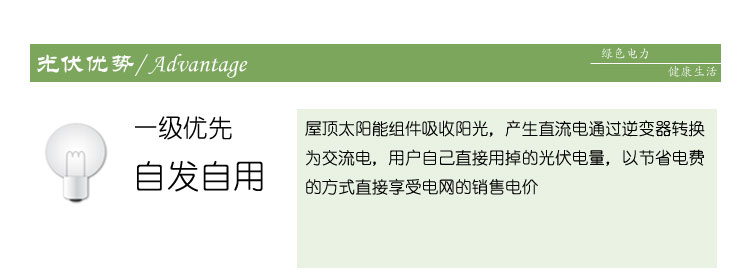 光伏优势/Advantage
绿色电力
健康生活
一级优先
自发自用
屋顶太阳能组件吸收阳光，产生直流电通过逆变器转换
为交流电，用户自己直接用掉的光伏电量，以节省电费
的方式直接享受电网的销售电价